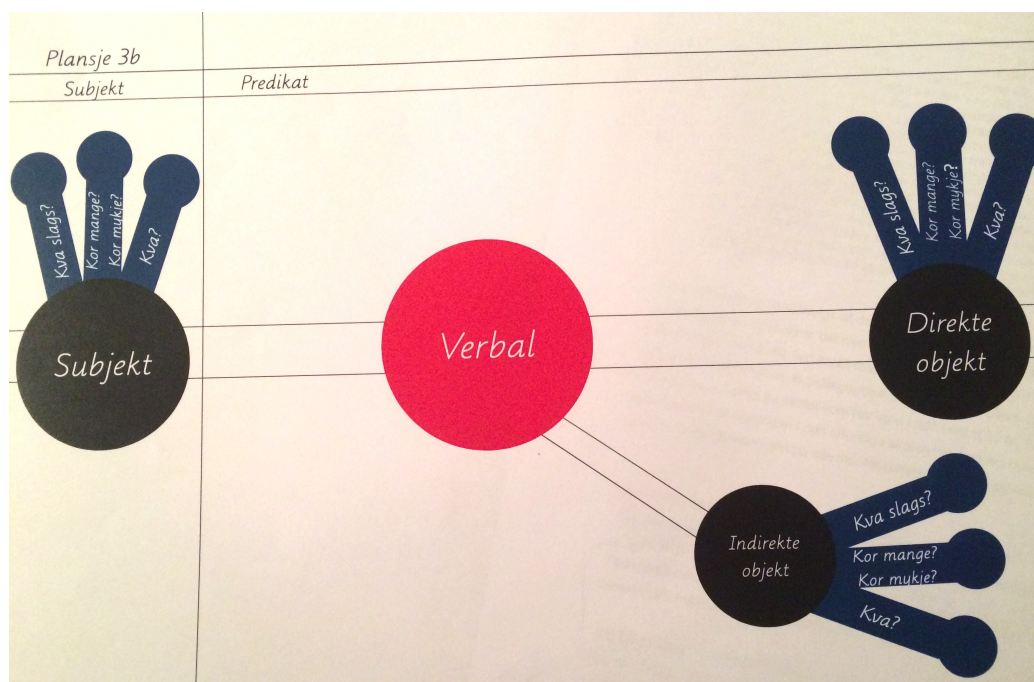 Plansje 3b
Subjekt
Predikat
Kva slags?
Kor mange?
Kor mykje?
Kva?
Subjekt
Verbal
Kva slags?
Kor mange?
Kor mykje?
Kva?
Direkte
objekt
Indirekte
objekt
Kva slags?
Kor mange?
Kor mykje?
Kva?